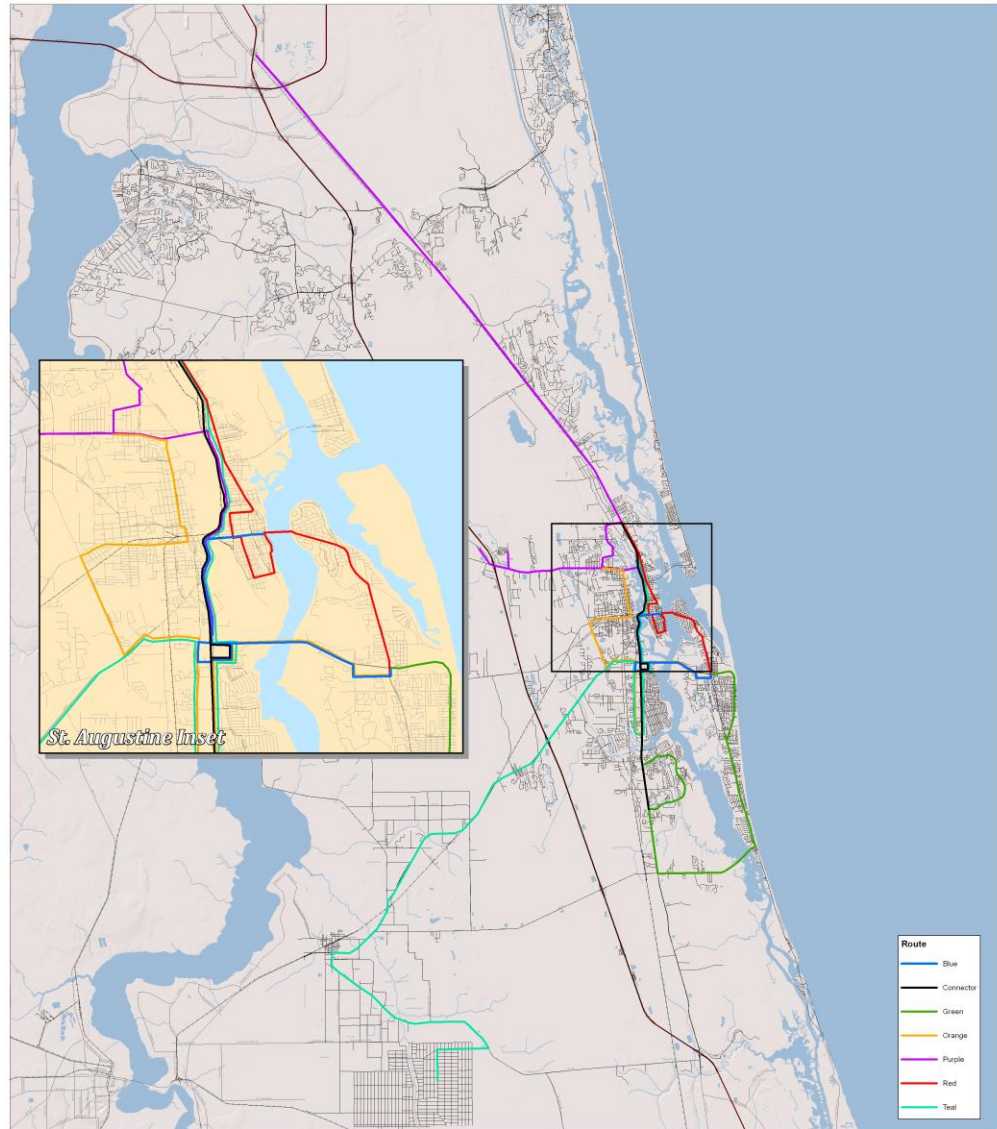 St. Augustine Inset
Route
Blue
Connector
Green
Orange
Purple
Red
Teal